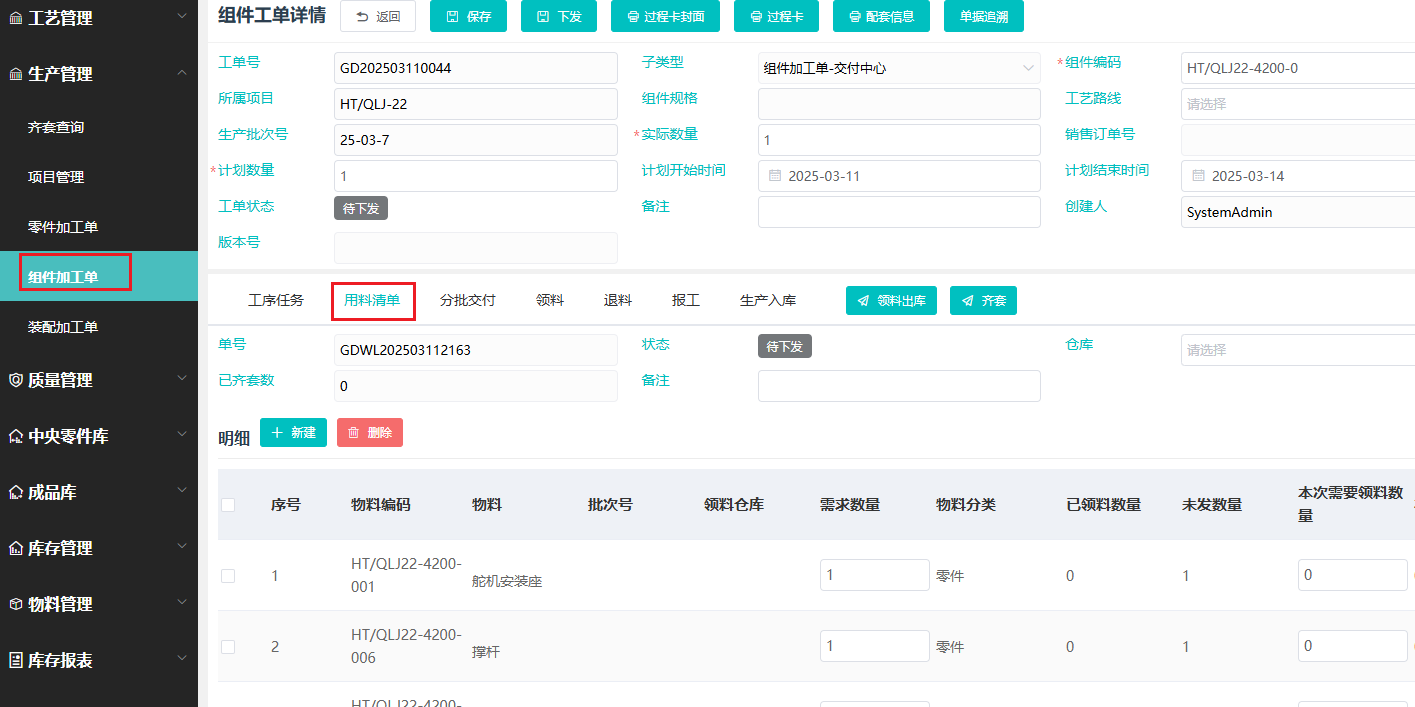 工艺管理
生产管理
齐套查询
项目管理
零件加工单
组件加工单
装配加工单
质量管理
中央零件库
成品库
库存管理
物料管理
库存报表
组件工单详情 返回 保存 下发 过程卡封面 过程卡 配套信息 单据追溯
工单号 GD202503110044 子类型 组件加工单-交付中心 *组件编码 HT/QLJ22-4200-0
所属项目 HT/QLJ-22 组件规格 工艺路线 请选择
生产批次号 25-03-7 *实际数量 1 销售订单号
*计划数量 1 计划开始时间 2025-03-11 计划结束时间 2025-03-14
工单状态 待下发 备注 创建人 SystemAdmin
版本号
工序任务 用料清单 分批交付 领料 退料 报工 生产入库 领料出库 齐套
单号 GDWL202503112163 状态 待下发 仓库 请选择
已齐套数 0 备注
明细 新建 删除
序号 物料编码 物料 批次号 领料仓库 需求数量 物料分类 已领料数量 未发数量 本次需要领料数
量
1 HT/QLJ22-4200-
001 舵机安装座 1 零件 0 1 0
2 HT/QLJ22-4200-
006 撑杆 1 零件 0 1 0
HT/QLJ22-4200-